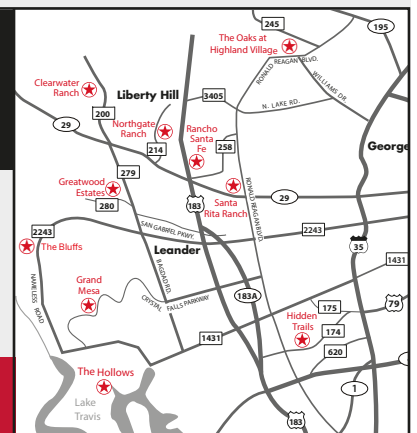 245
195
The Oaks at
Highland Village
RONALD REAGAN BLVD.
WILLIAMS DR.
Clearwater
Ranch
Liberty Hill
3405
N. LAKE RD.
200
29
Northgate
Ranch
Rancho
Santa
Fe
214
258
George
279
Greatwood
Estates
280
Santa
Rita Ranch
RONALD REAGAN BLVD.
29
183
2243
SAN GABREL PKWY.
2243
The Bluffs
Leander
35
1431
NAMELESS ROAD
BAGDAD RD.
Grand
Mesa
CRYSTAL FALLS PARKWAY
183A
175
79
Hidden
Trails
174
1431
620
The Hollows
1
Lake
Travis
183